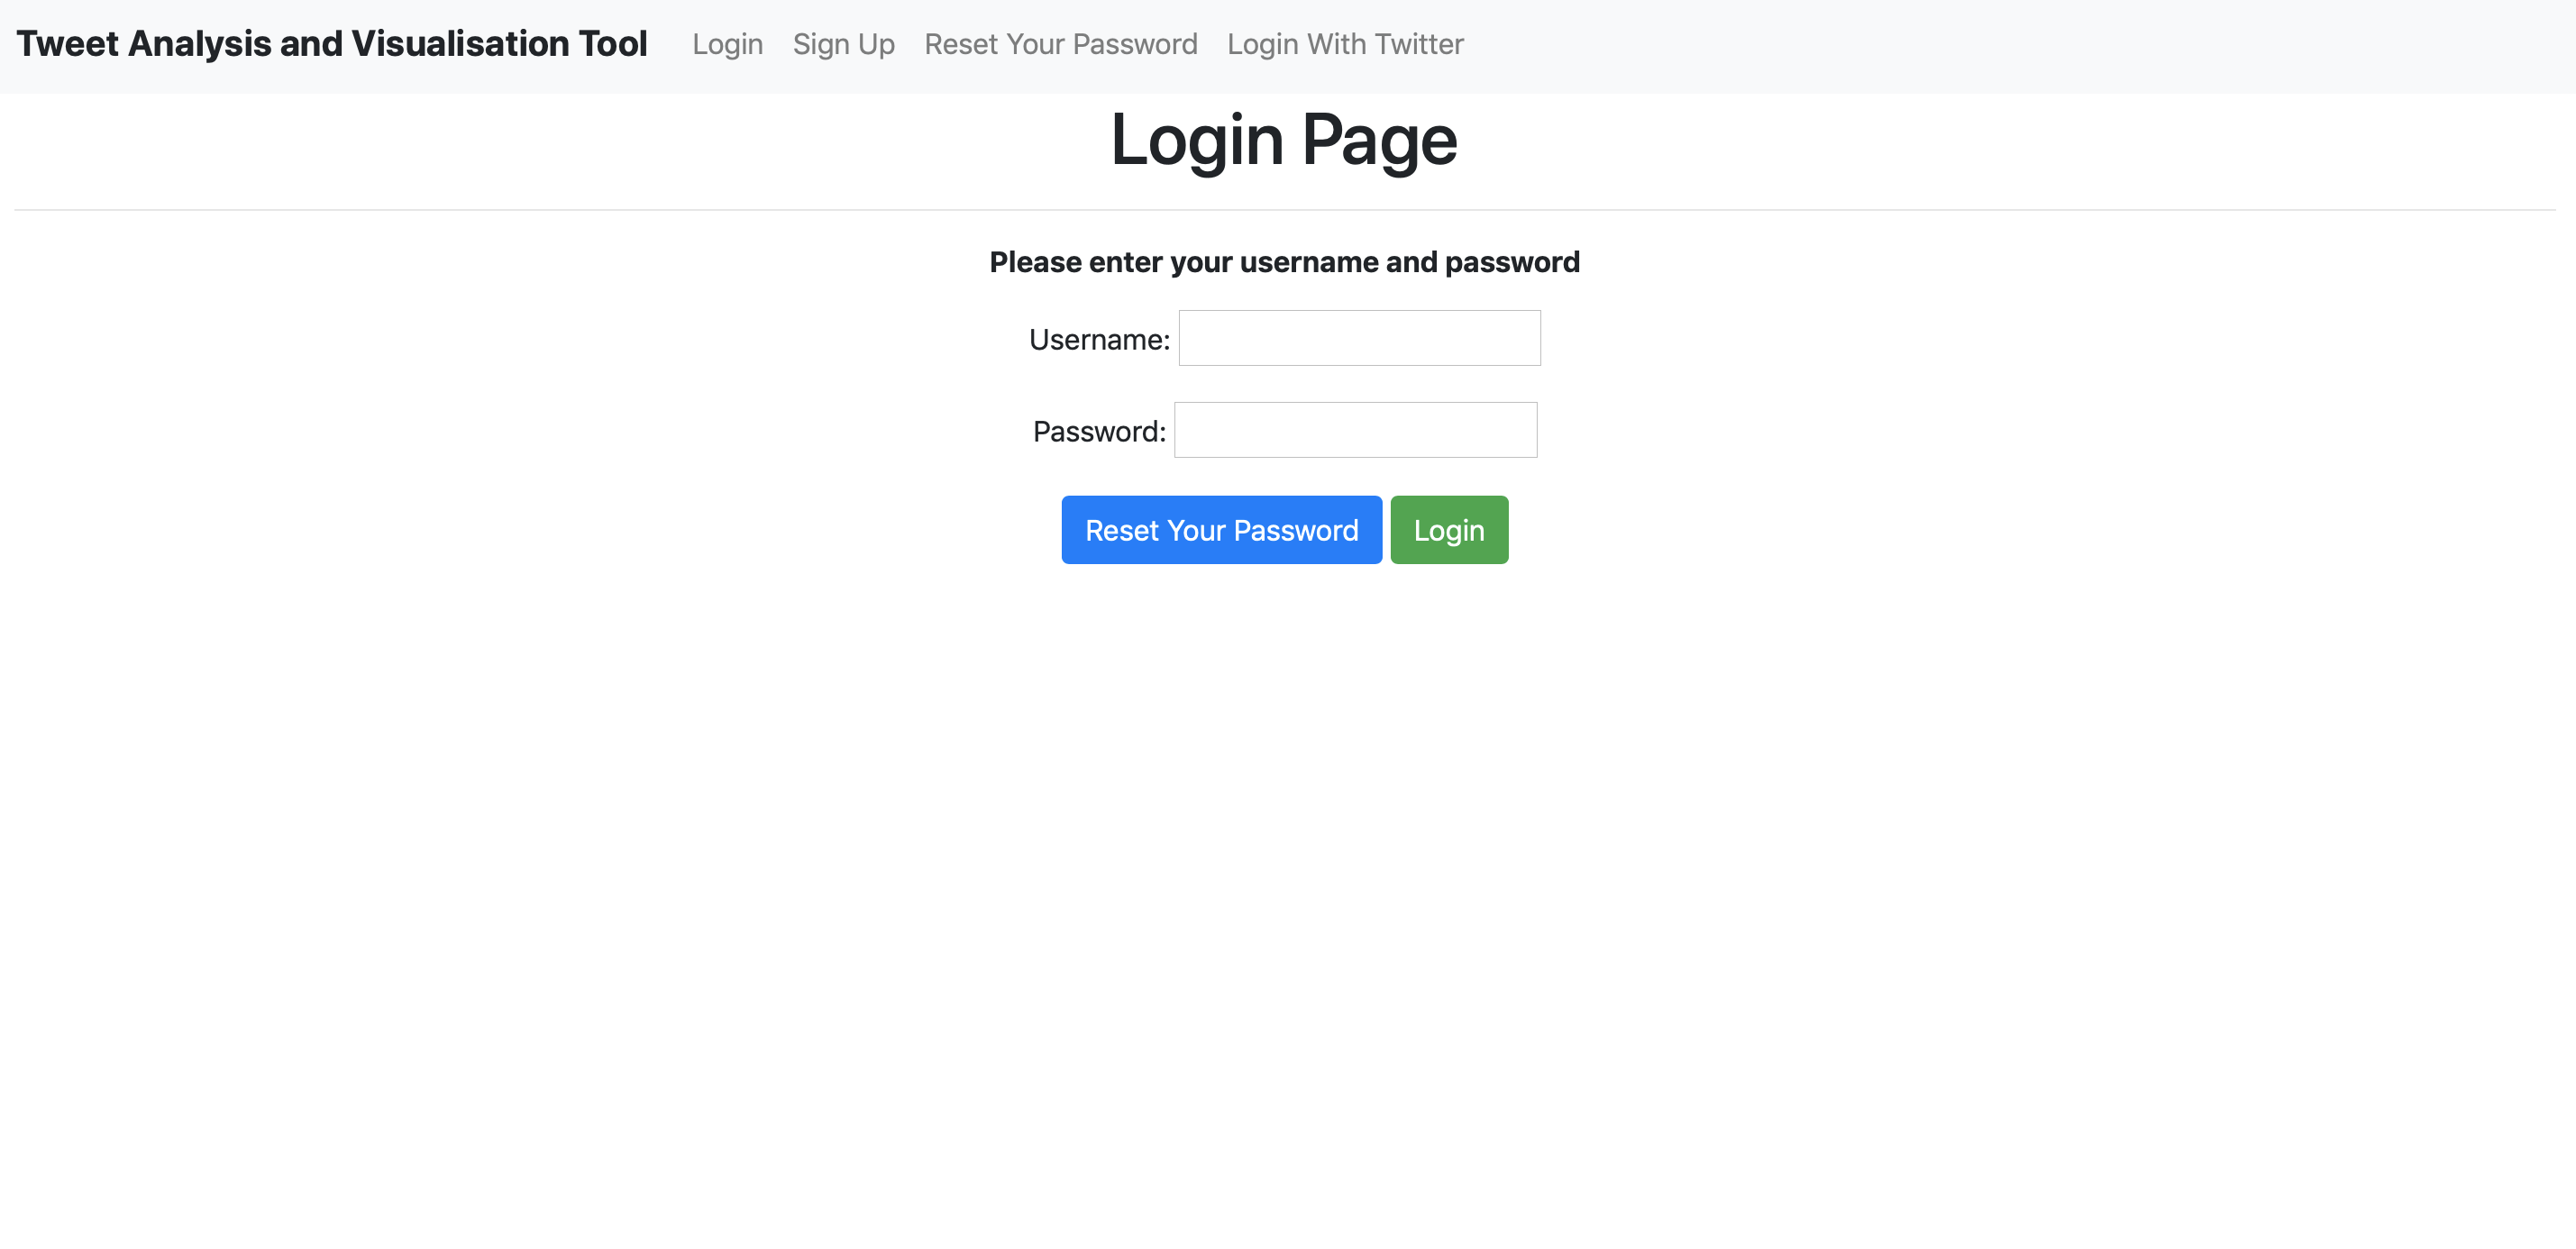 Tweet Analysis and Visualisation Tool Login Sign Up Reset Your Password Login With Twitter
Login Page
Please enter your username and password
Username:
Password:
Reset Your Password Login